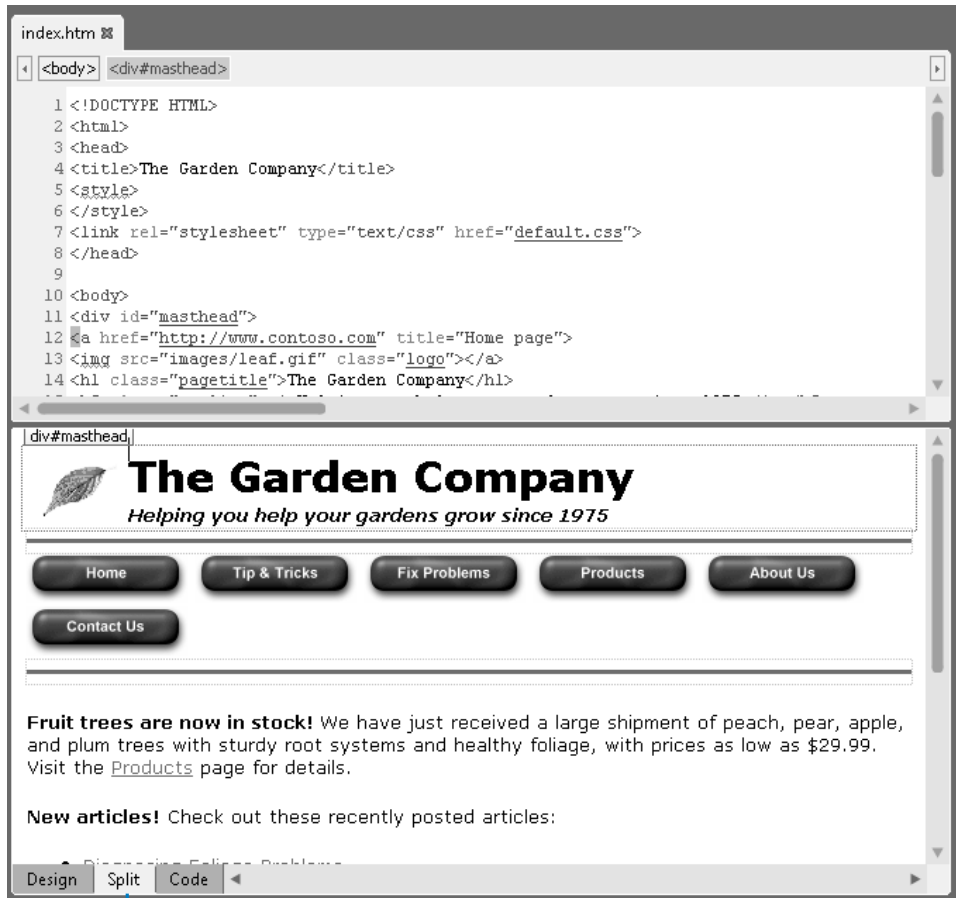 index.htm
<body> <div#masthead>
1 <!DOCTYPE HTML>
2 <html>
3 <head>
4 <title>The Garden Company</title>
5 <style>
6 </style>
7 <link rel="stylesheet" type="text/css" href="default.css">
8 </head>
9
10 <body>
11 <div id="masthead">
12 <a href="http://www.contoso.com" title="Home page">
13 <img src="images/leaf.gif" class="logo"></a>
14 <h1 class="pagetitle">The Garden Company</h1>
div#masthead
The Garden Company
Helping you help your gardens grow since 1975
Home Tip & Tricks Fix Problems Products About Us
Contact Us
Fruit trees are now in stock! We have just received a large shipment of peach, pear, apple,
and plum trees with sturdy root systems and healthy foliage, with prices as low as $29.99.
Visit the Products page for details.
New articles! Check out these recently posted articles:
Diagnosing Foliage Problems
Design Split Code